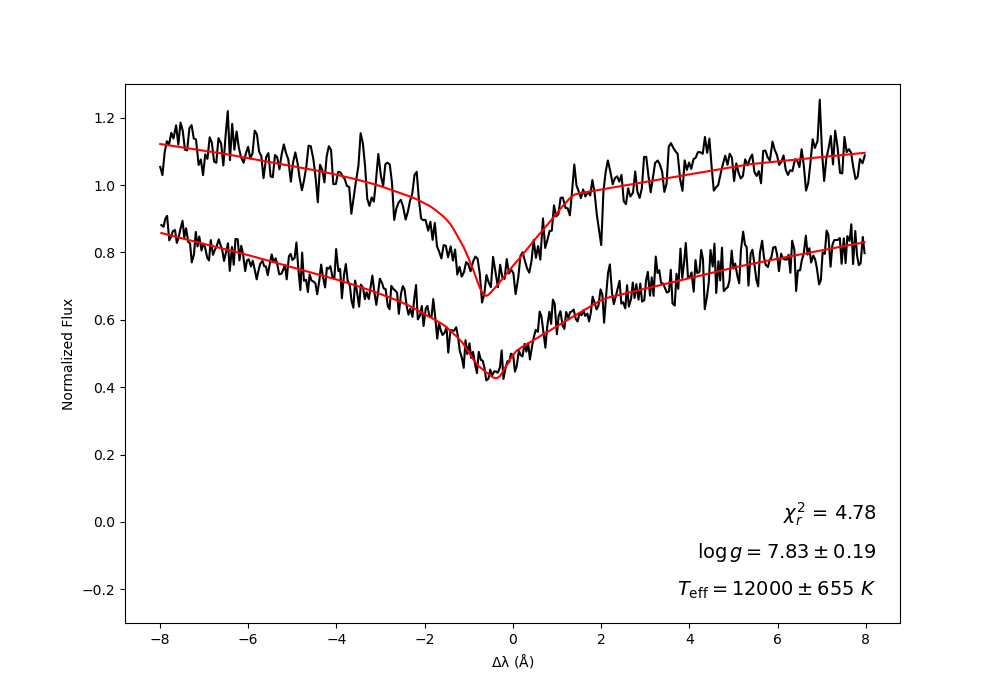 1.2
1.0
0.8
0.6
0.4
0.2
0.0
−0.2
Normalized Flux
χ²ᵣ = 4.78
log g = 7.83 ± 0.19
T_eff = 12000 ± 655 K
−8 −6 −4 −2 0 2 4 6 8
Δλ (Å)